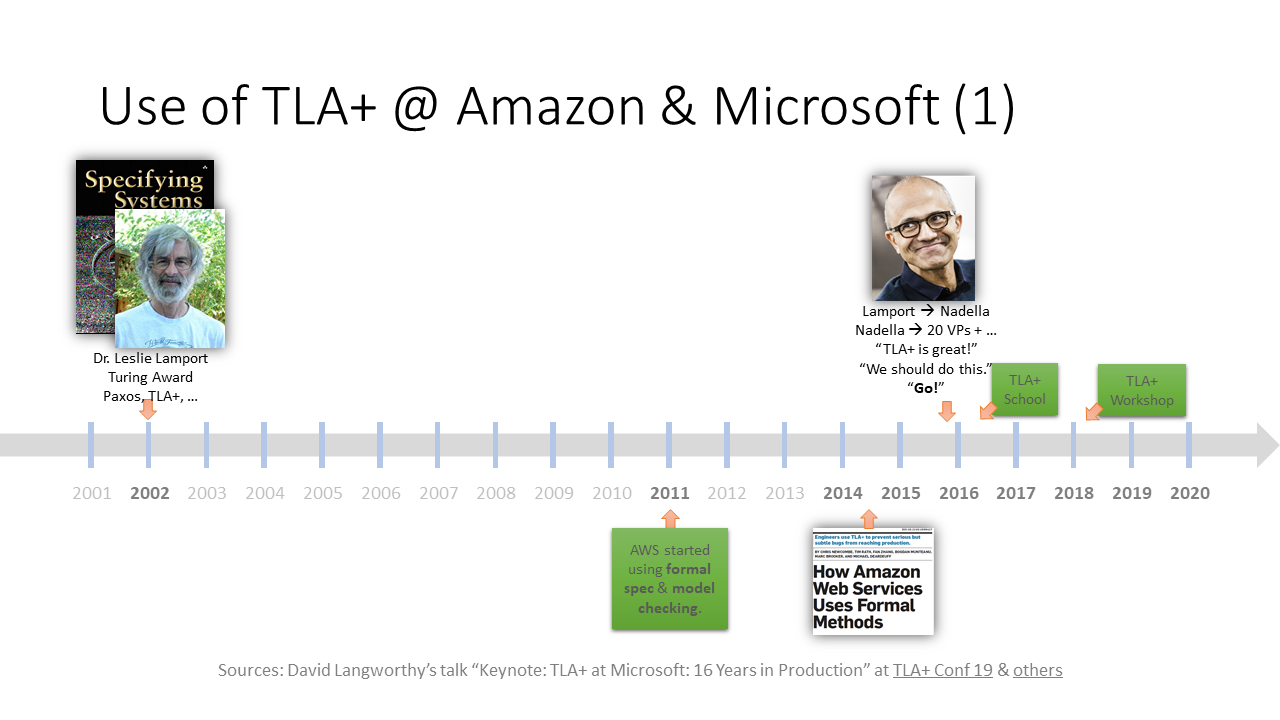 Use of TLA+ @ Amazon & Microsoft (1)
Specifying
Systems
Dr. Leslie Lamport
Turing Award
Paxos, TLA+, …
Lamport → Nadella
Nadella → 20 VPs + …
“TLA+ is great!”
“We should do this.”
“Go!”
TLA+
School
TLA+
Workshop
2001 2002 2003 2004 2005 2006 2007 2008 2009 2010 2011 2012 2013 2014 2015 2016 2017 2018 2019 2020
AWS started
using formal
spec & model
checking.
Engineers use TLA+ to prevent serious but
subtle bugs from reaching production.
BY CHRIS NEWCOMBE, TIM RATH, FAN ZHANG, BOGDAN MUNTEANU,
MARC BROOKER, AND MICHAEL DEARDEUFF
How Amazon
Web Services
Uses Formal
Methods
Sources: David Langworthy’s talk “Keynote: TLA+ at Microsoft: 16 Years in Production” at TLA+ Conf 19 & others